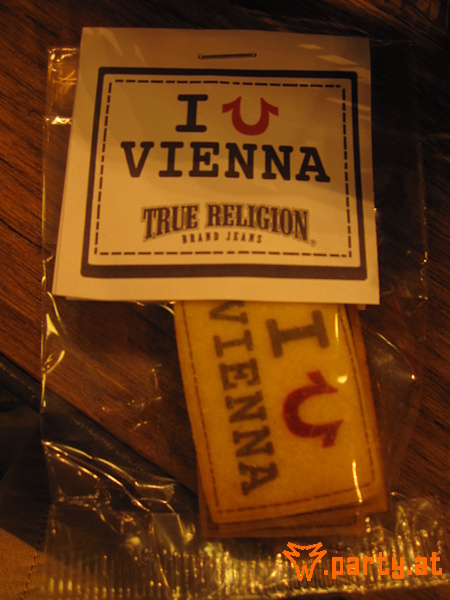 I
VIENNA
TRUE RELIGION
BRAND JEANS
I
VIENNA
w.party.at